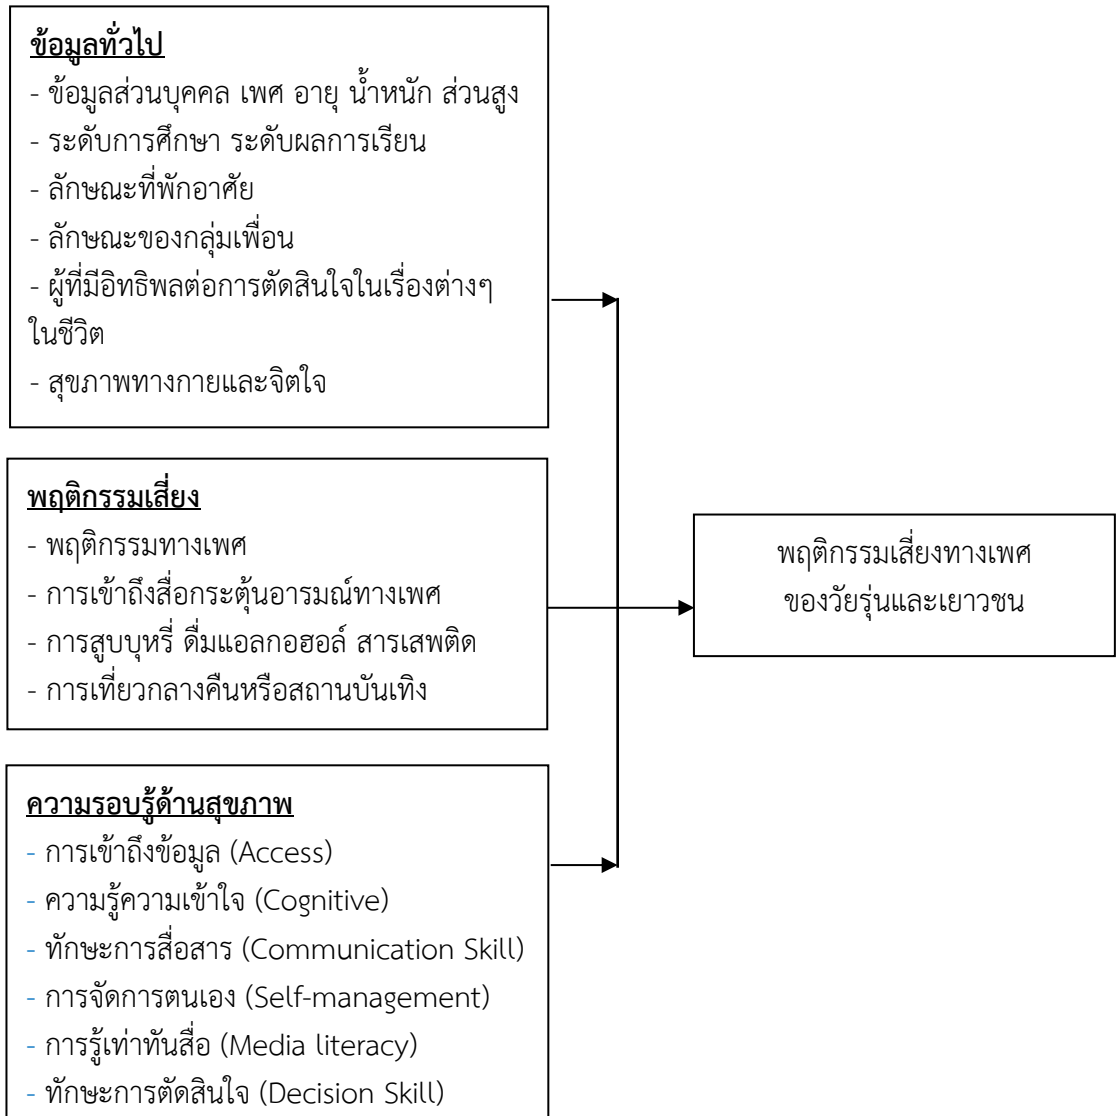 ข้อมูลทั่วไป
- ข้อมูลส่วนบุคคล เพศ อายุ น้ำหนัก ส่วนสูง
- ระดับการศึกษา ระดับผลการเรียน
- ลักษณะที่พักอาศัย
- ลักษณะของกลุ่มเพื่อน
- ผู้ที่มีอิทธิพลต่อการตัดสินใจในเรื่องต่างๆ
ในชีวิต
- สุขภาพทางกายและจิตใจ
พฤติกรรมเสี่ยง
- พฤติกรรมทางเพศ
- การเข้าถึงสื่อกระตุ้นอารมณ์ทางเพศ
- การสูบบุหรี่ ดื่มแอลกอฮอล์ สารเสพติด
- การเที่ยวกลางคืนหรือสถานบันเทิง
พฤติกรรมเสี่ยงทางเพศ
ของวัยรุ่นและเยาวชน
ความรอบรู้ด้านสุขภาพ
- การเข้าถึงข้อมูล (Access)
- ความรู้ความเข้าใจ (Cognitive)
- ทักษะการสื่อสาร (Communication Skill)
- การจัดการตนเอง (Self-management)
- การรู้เท่าทันสื่อ (Media literacy)
- ทักษะการตัดสินใจ (Decision Skill)